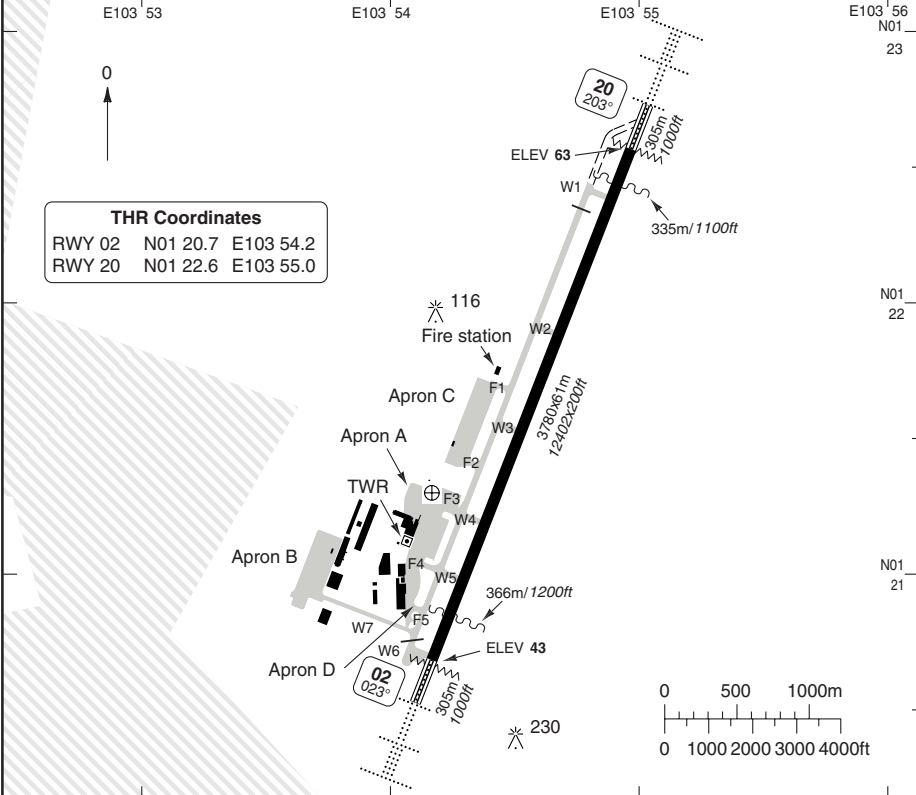 E103 53
E103 54
E103 55
E103 56
N01
23
0
20
203°
305m
1000ft
ELEV 63
W1
335m/1100ft
THR Coordinates
RWY 02 N01 20.7 E103 54.2
RWY 20 N01 22.6 E103 55.0
N01
22
116
Fire station
W2
F1
Apron C
3780x61m
12402x200ft
W3
Apron A
F2
TWR
F3
W4
Apron B
F4
W5
N01
21
366m/1200ft
F5
W7
W6
ELEV 43
Apron D
02
023°
305m
1000ft
230
0 500 1000m
0 1000 2000 3000 4000ft